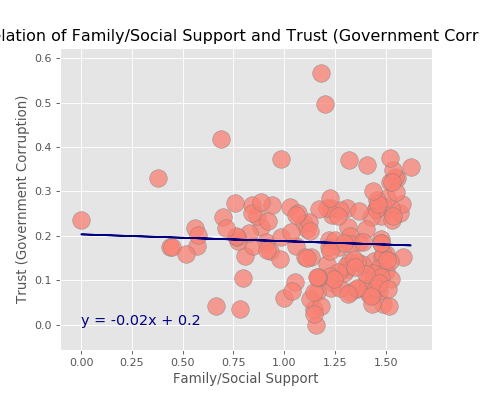 elation of Family/Social Support and Trust (Government Corr
0.6
0.5
0.4
0.3
0.2
0.1
0.0
Trust (Government Corruption)
y = -0.02x + 0.2
0.00 0.25 0.50 0.75 1.00 1.25 1.50
Family/Social Support